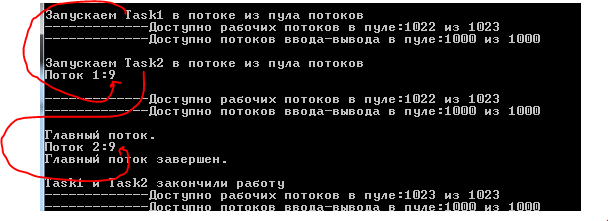 Запускаем Task1 в потоке из пула потоков
-------------Доступно рабочих потоков в пуле:1022 из 1023
-------------Доступно потоков ввода-вывода в пуле:1000 из 1000
Запускаем Task2 в потоке из пула потоков
Поток 1:9
-------------Доступно рабочих потоков в пуле:1022 из 1023
-------------Доступно потоков ввода-вывода в пуле:1000 из 1000
Главный поток.
Поток 2:9
Главный поток завершен.
Task1 и Task2 закончили работу
-------------Доступно рабочих потоков в пуле:1023 из 1023
-------------Доступно потоков ввода-вывода в пуле:1000 из 1000